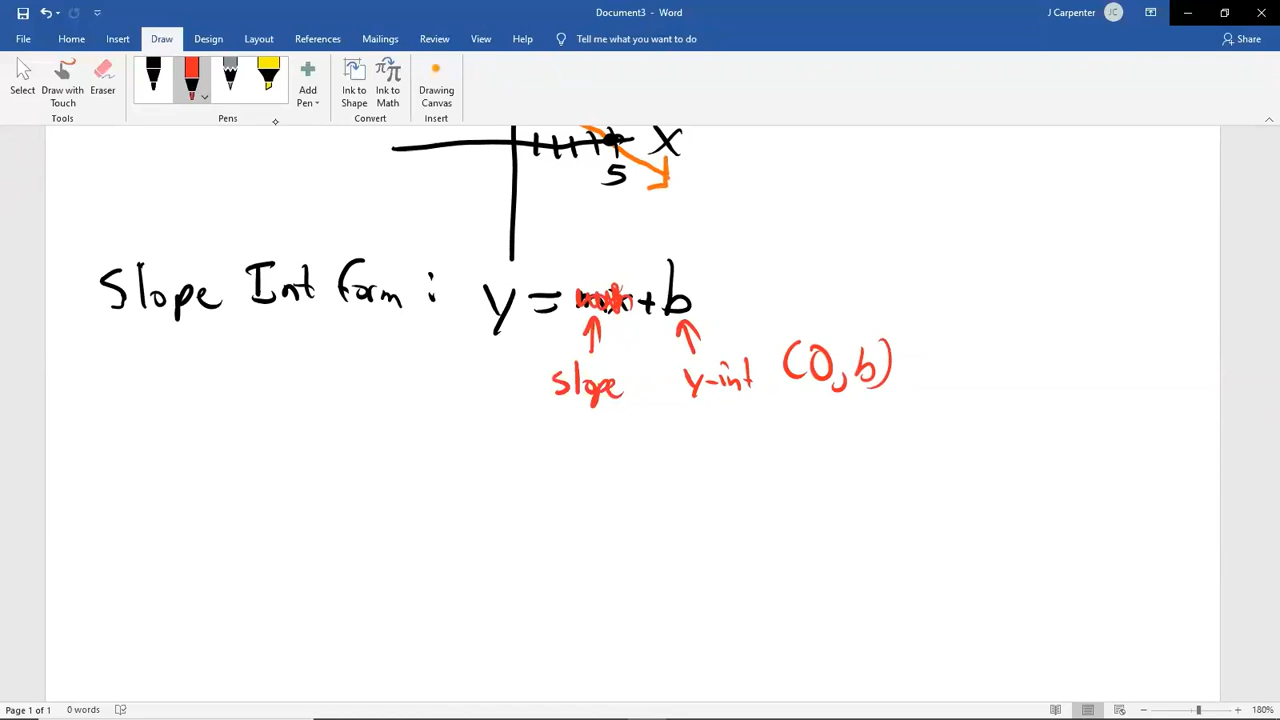 Document3 - Word
J Carpenter JC
File Home Insert Draw Design Layout References Mailings Review View Help Tell me what you want to do Share
Select Draw with Touch Eraser Add Pen Ink to Shape Ink to Math Drawing Canvas
Tools Pens Convert Insert
X
5
Slope Int form : y = + b
slope y-int (0, b)
Page 1 of 1 0 words 180%